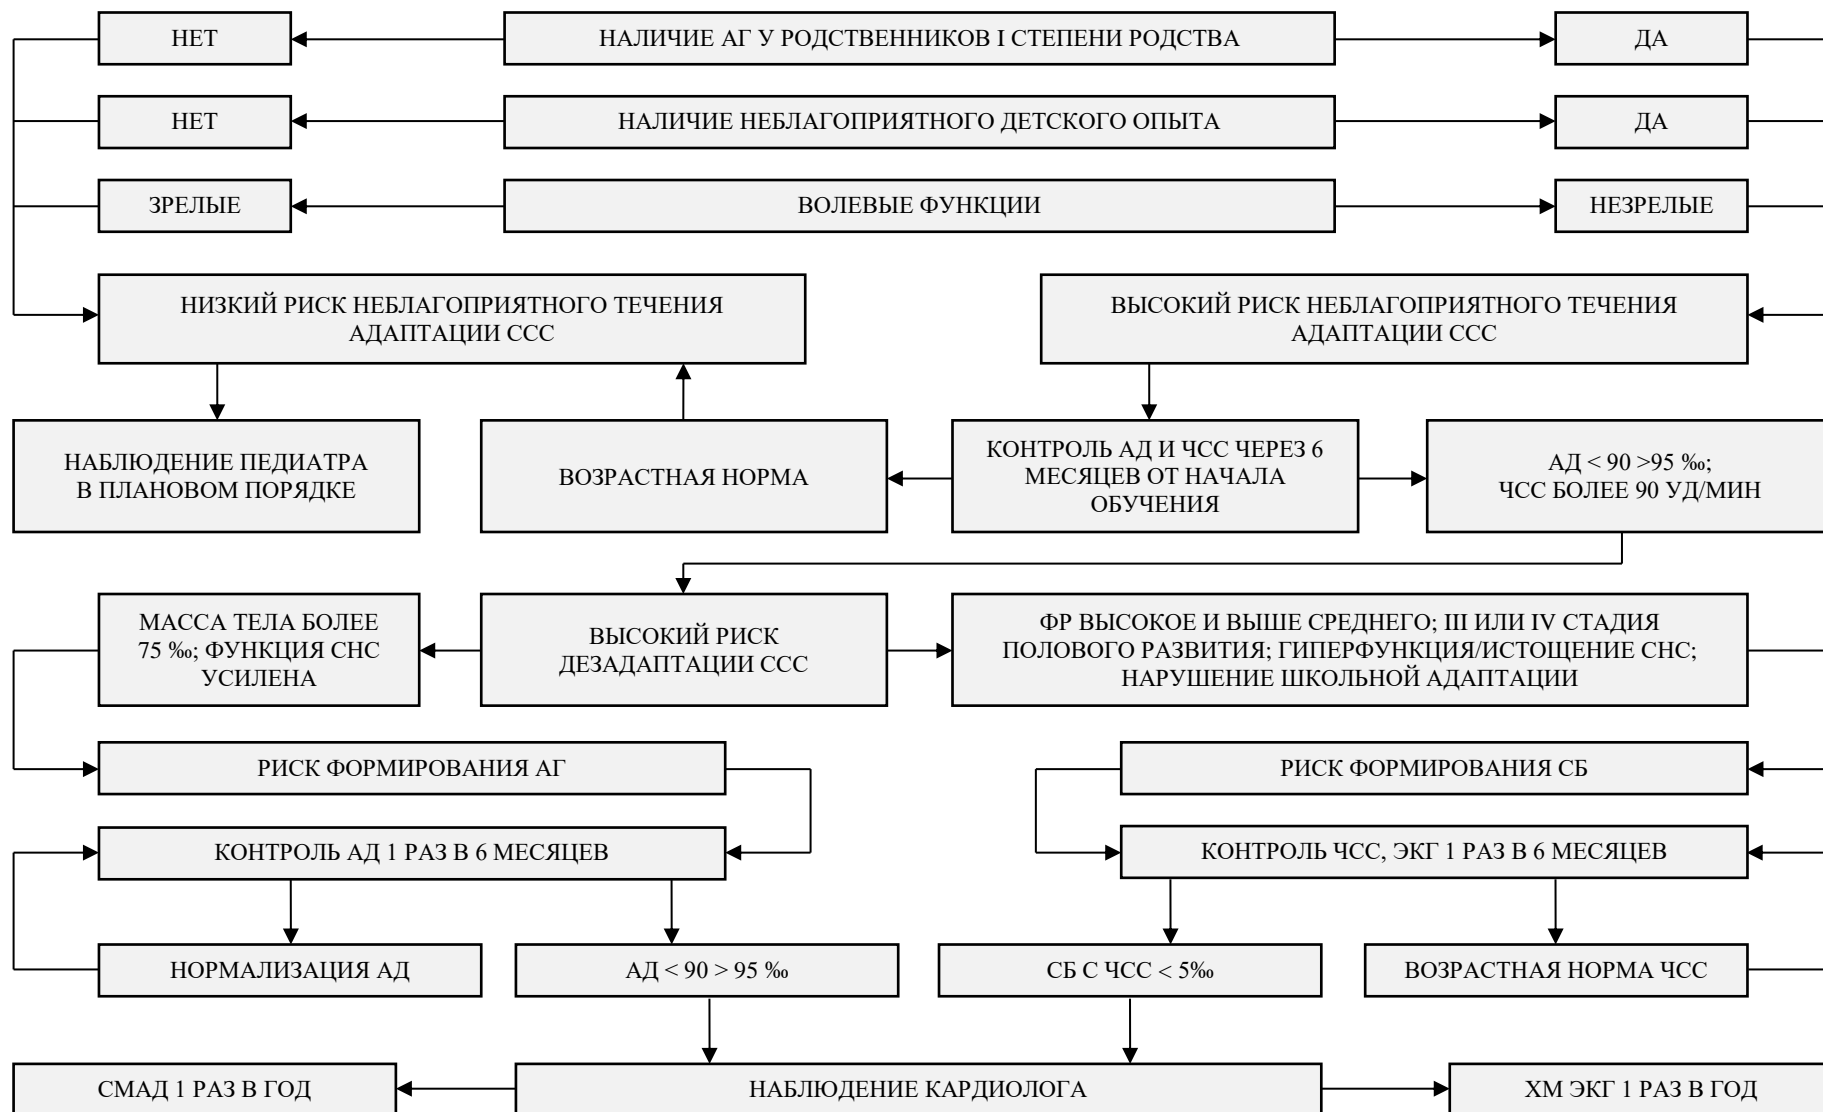 НЕТ
НАЛИЧИЕ АГ У РОДСТВЕННИКОВ I СТЕПЕНИ РОДСТВА
ДА
НЕТ
НАЛИЧИЕ НЕБЛАГОПРИЯТНОГО ДЕТСКОГО ОПЫТА
ДА
ЗРЕЛЫЕ
ВОЛЕВЫЕ ФУНКЦИИ
НЕЗРЕЛЫЕ
НИЗКИЙ РИСК НЕБЛАГОПРИЯТНОГО ТЕЧЕНИЯ
АДАПТАЦИИ ССС
ВЫСОКИЙ РИСК НЕБЛАГОПРИЯТНОГО ТЕЧЕНИЯ
АДАПТАЦИИ ССС
НАБЛЮДЕНИЕ ПЕДИАТРА
В ПЛАНОВОМ ПОРЯДКЕ
ВОЗРАСТНАЯ НОРМА
КОНТРОЛЬ АД И ЧСС ЧЕРЕЗ 6
МЕСЯЦЕВ ОТ НАЧАЛА
ОБУЧЕНИЯ
АД < 90 >95 ‰;
ЧСС БОЛЕЕ 90 УД/МИН
МАССА ТЕЛА БОЛЕЕ
75 ‰; ФУНКЦИЯ СНС
УСИЛЕНА
ВЫСОКИЙ РИСК
ДЕЗАДАПТАЦИИ ССС
ФР ВЫСОКОЕ И ВЫШЕ СРЕДНЕГО; III ИЛИ IV СТАДИЯ
ПОЛОВОГО РАЗВИТИЯ; ГИПЕРФУНКЦИЯ/ИСТОЩЕНИЕ СНС;
НАРУШЕНИЕ ШКОЛЬНОЙ АДАПТАЦИИ
РИСК ФОРМИРОВАНИЯ АГ
РИСК ФОРМИРОВАНИЯ СБ
КОНТРОЛЬ АД 1 РАЗ В 6 МЕСЯЦЕВ
КОНТРОЛЬ ЧСС, ЭКГ 1 РАЗ В 6 МЕСЯЦЕВ
НОРМАЛИЗАЦИЯ АД
АД < 90 > 95 ‰
СБ С ЧСС < 5‰
ВОЗРАСТНАЯ НОРМА ЧСС
СМАД 1 РАЗ В ГОД
НАБЛЮДЕНИЕ КАРДИОЛОГА
ХМ ЭКГ 1 РАЗ В ГОД